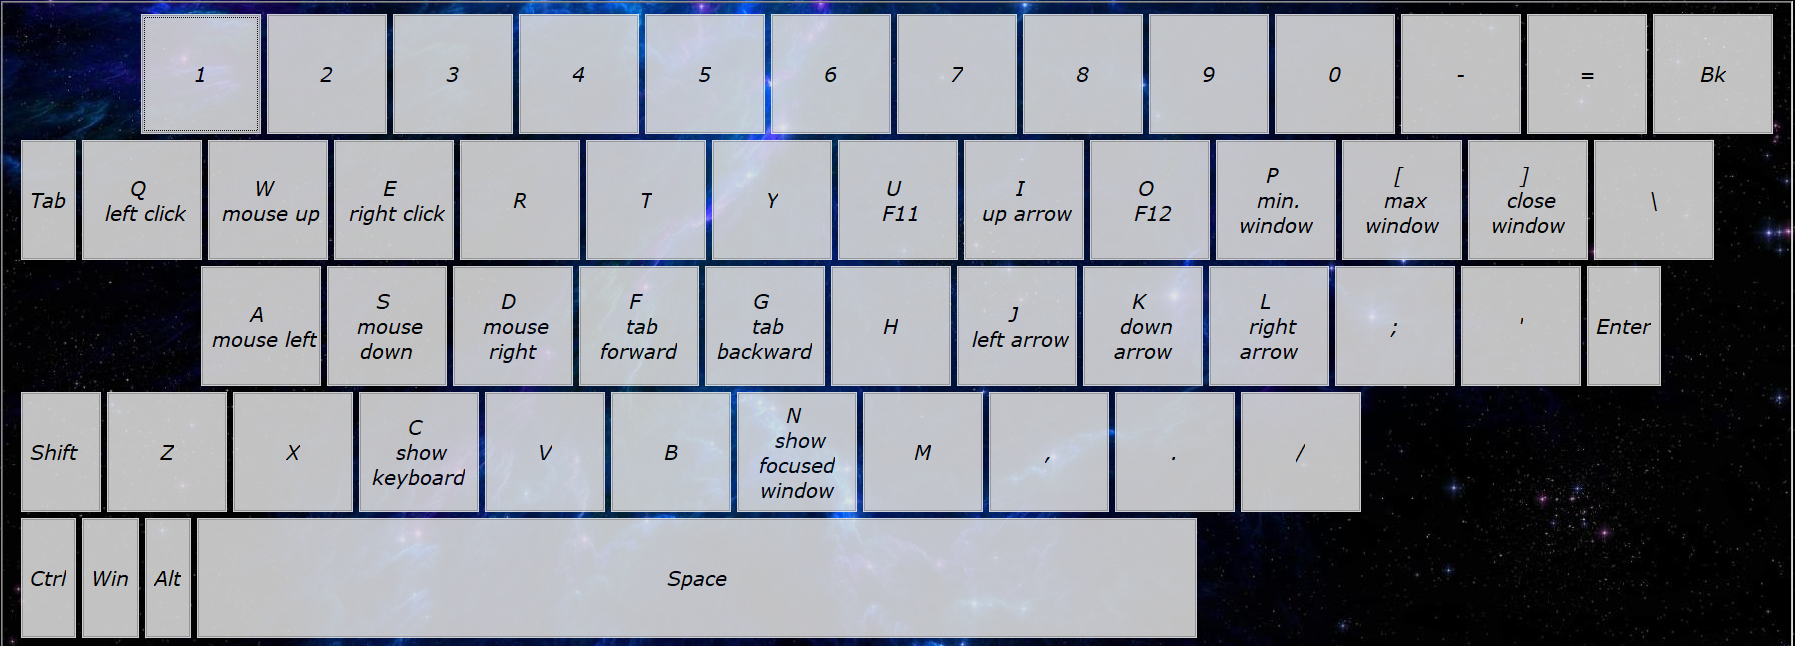 1 2 3 4 5 6 7 8 9 0 - = Bk
Tab
Q
left click
W
mouse up
E
right click
R
T
Y
U
F11
I
up arrow
O
F12
P
min.
window
[
max
window
]
close
window
\
A
mouse left
S
mouse
down
D
mouse
right
F
tab
forward
G
tab
backward
H
J
left arrow
K
down
arrow
L
right
arrow
;
'
Enter
Shift
Z
X
C
show
keyboard
V
B
N
show
focused
window
M
,
.
/
Ctrl Win Alt Space